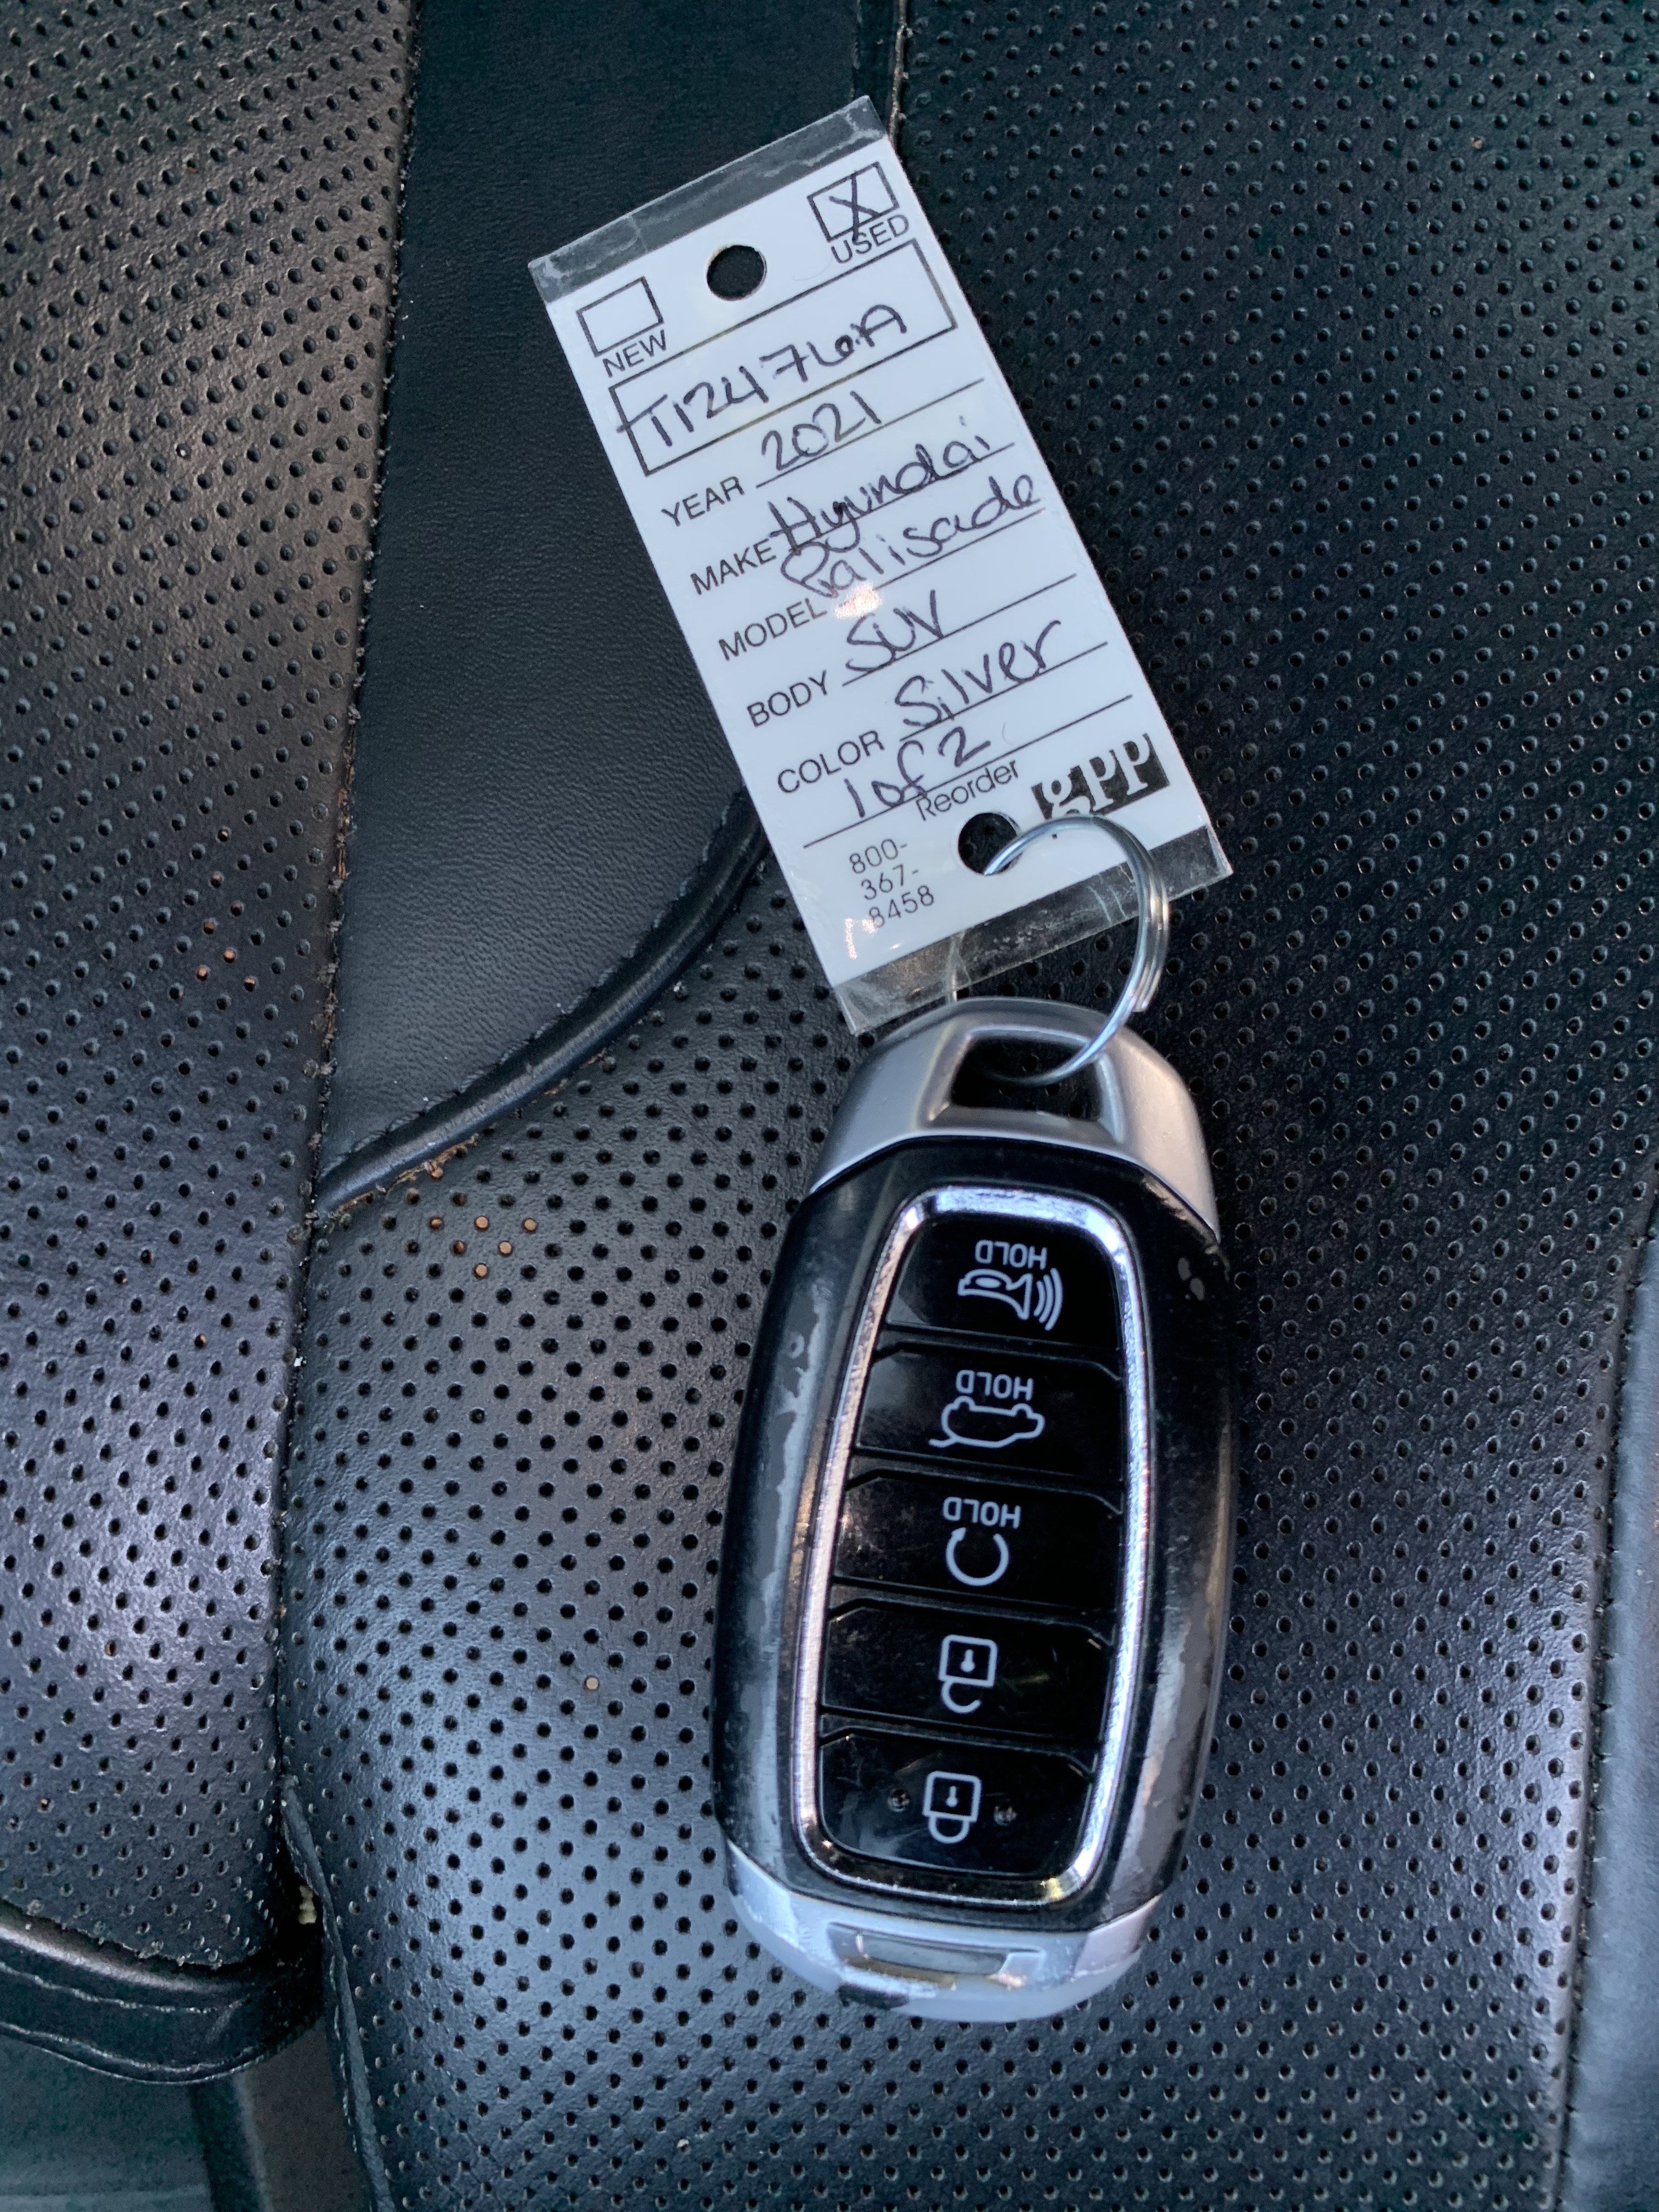 X
USED
NEW
T12476A
YEAR 2021
MAKE Hyundai
MODEL Palisade
BODY SUV
COLOR Silver
1 of 2
Reorder gpp
800-
367-
8458
HOLD
HOLD
HOLD